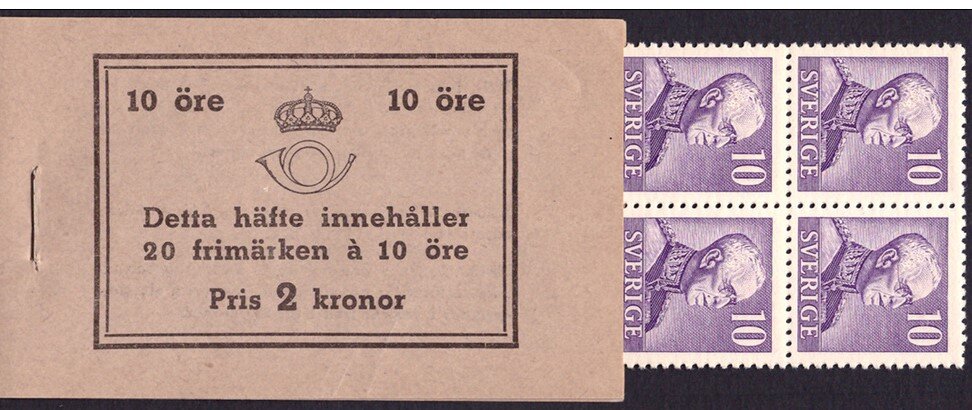 10 öre 10 öre
Detta häfte innehåller
20 frimärken à 10 öre
Pris 2 kronor
SVERIGE 10
SVERIGE 10
SVERIGE 10
SVERIGE 10